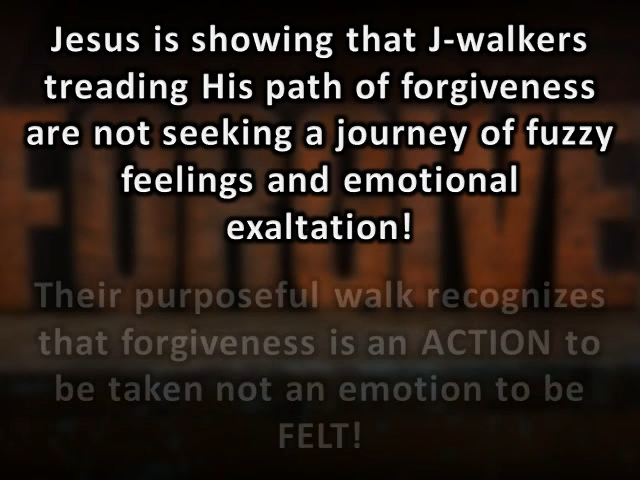 Jesus is showing that J-walkers
treading His path of forgiveness
are not seeking a journey of fuzzy
feelings and emotional
exaltation!
Their purposeful walk recognizes
that forgiveness is an ACTION to
be taken not an emotion to be
FELT!
FORGIVE